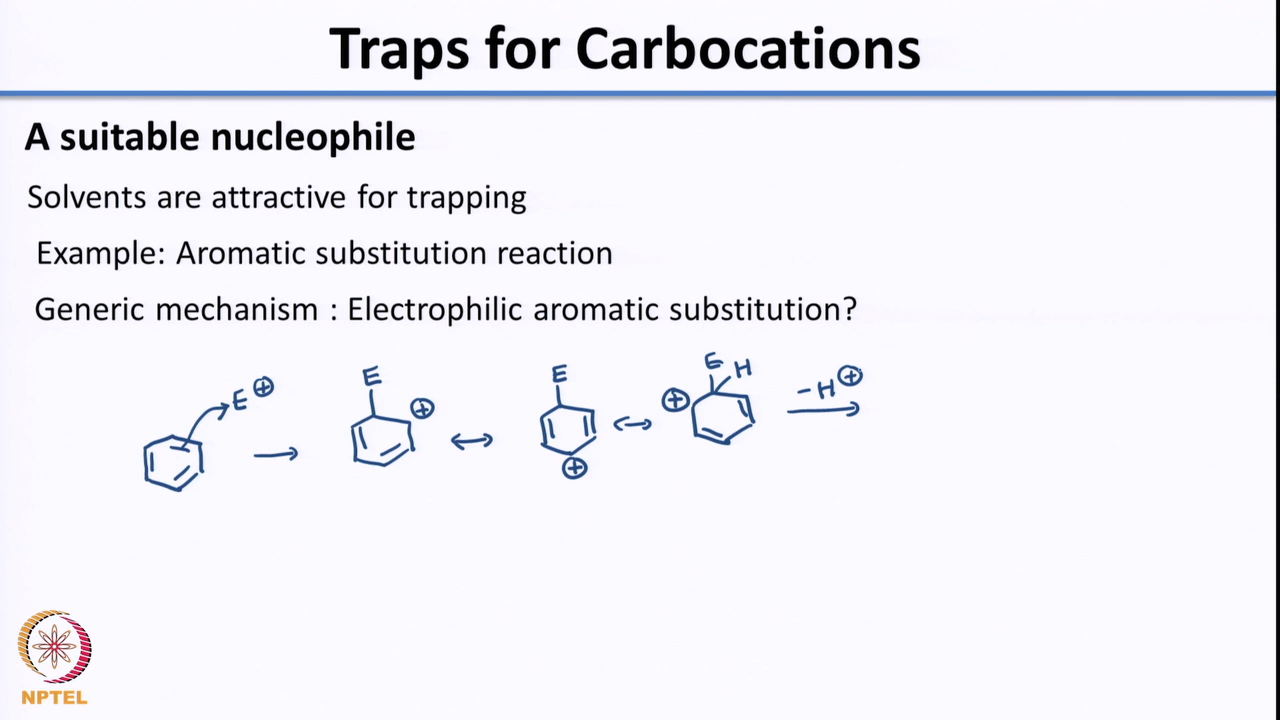 Traps for Carbocations
A suitable nucleophile
Solvents are attractive for trapping
Example: Aromatic substitution reaction
Generic mechanism : Electrophilic aromatic substitution?
E ⊕ E ⊕ E ⊕ ⊕ E H -H⊕
NPTEL